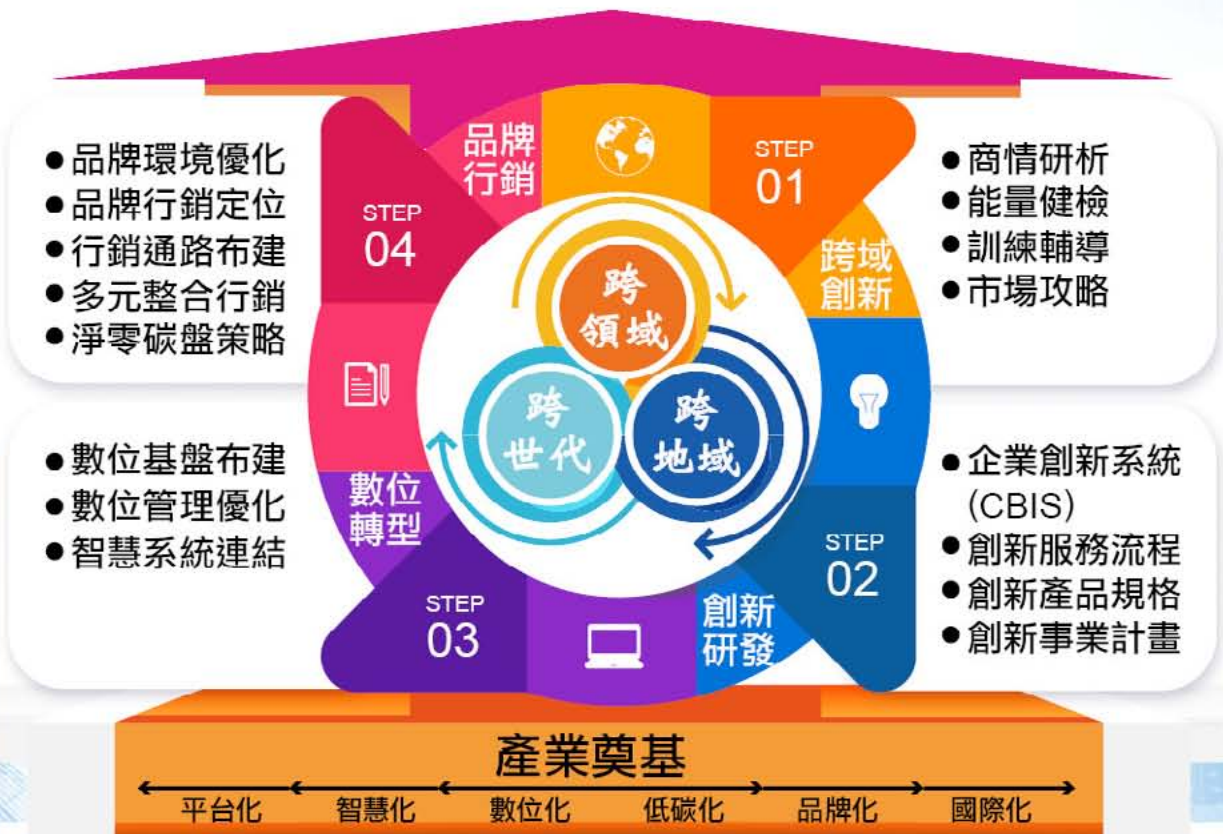 STEP
01
跨域
創新
● 商情研析
● 能量健檢
● 訓練輔導
● 市場攻略
STEP
02
創新
研發
● 企業創新系統
(CBIS)
● 創新服務流程
● 創新產品規格
● 創新事業計畫
STEP
03
數位
轉型
● 數位基盤布建
● 數位管理優化
● 智慧系統連結
STEP
04
品牌
行銷
● 品牌環境優化
● 品牌行銷定位
● 行銷通路布建
● 多元整合行銷
● 淨零碳盤策略
跨
領域
跨
世代
跨
地域
產業奠基
平台化 智慧化 數位化 低碳化 品牌化 國際化